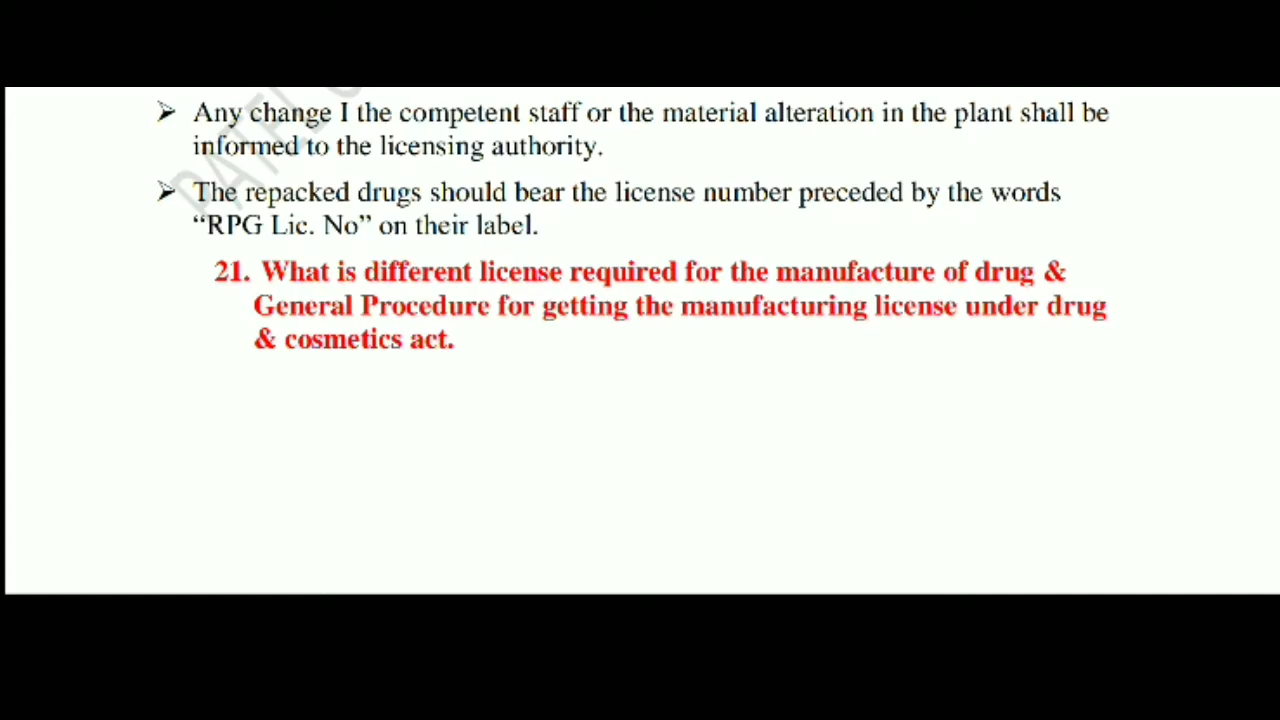 ➢ Any change I the competent staff or the material alteration in the plant shall be
informed to the licensing authority.
➢ The repacked drugs should bear the license number preceded by the words
“RPG Lic. No” on their label.
21. What is different license required for the manufacture of drug &
General Procedure for getting the manufacturing license under drug
& cosmetics act.